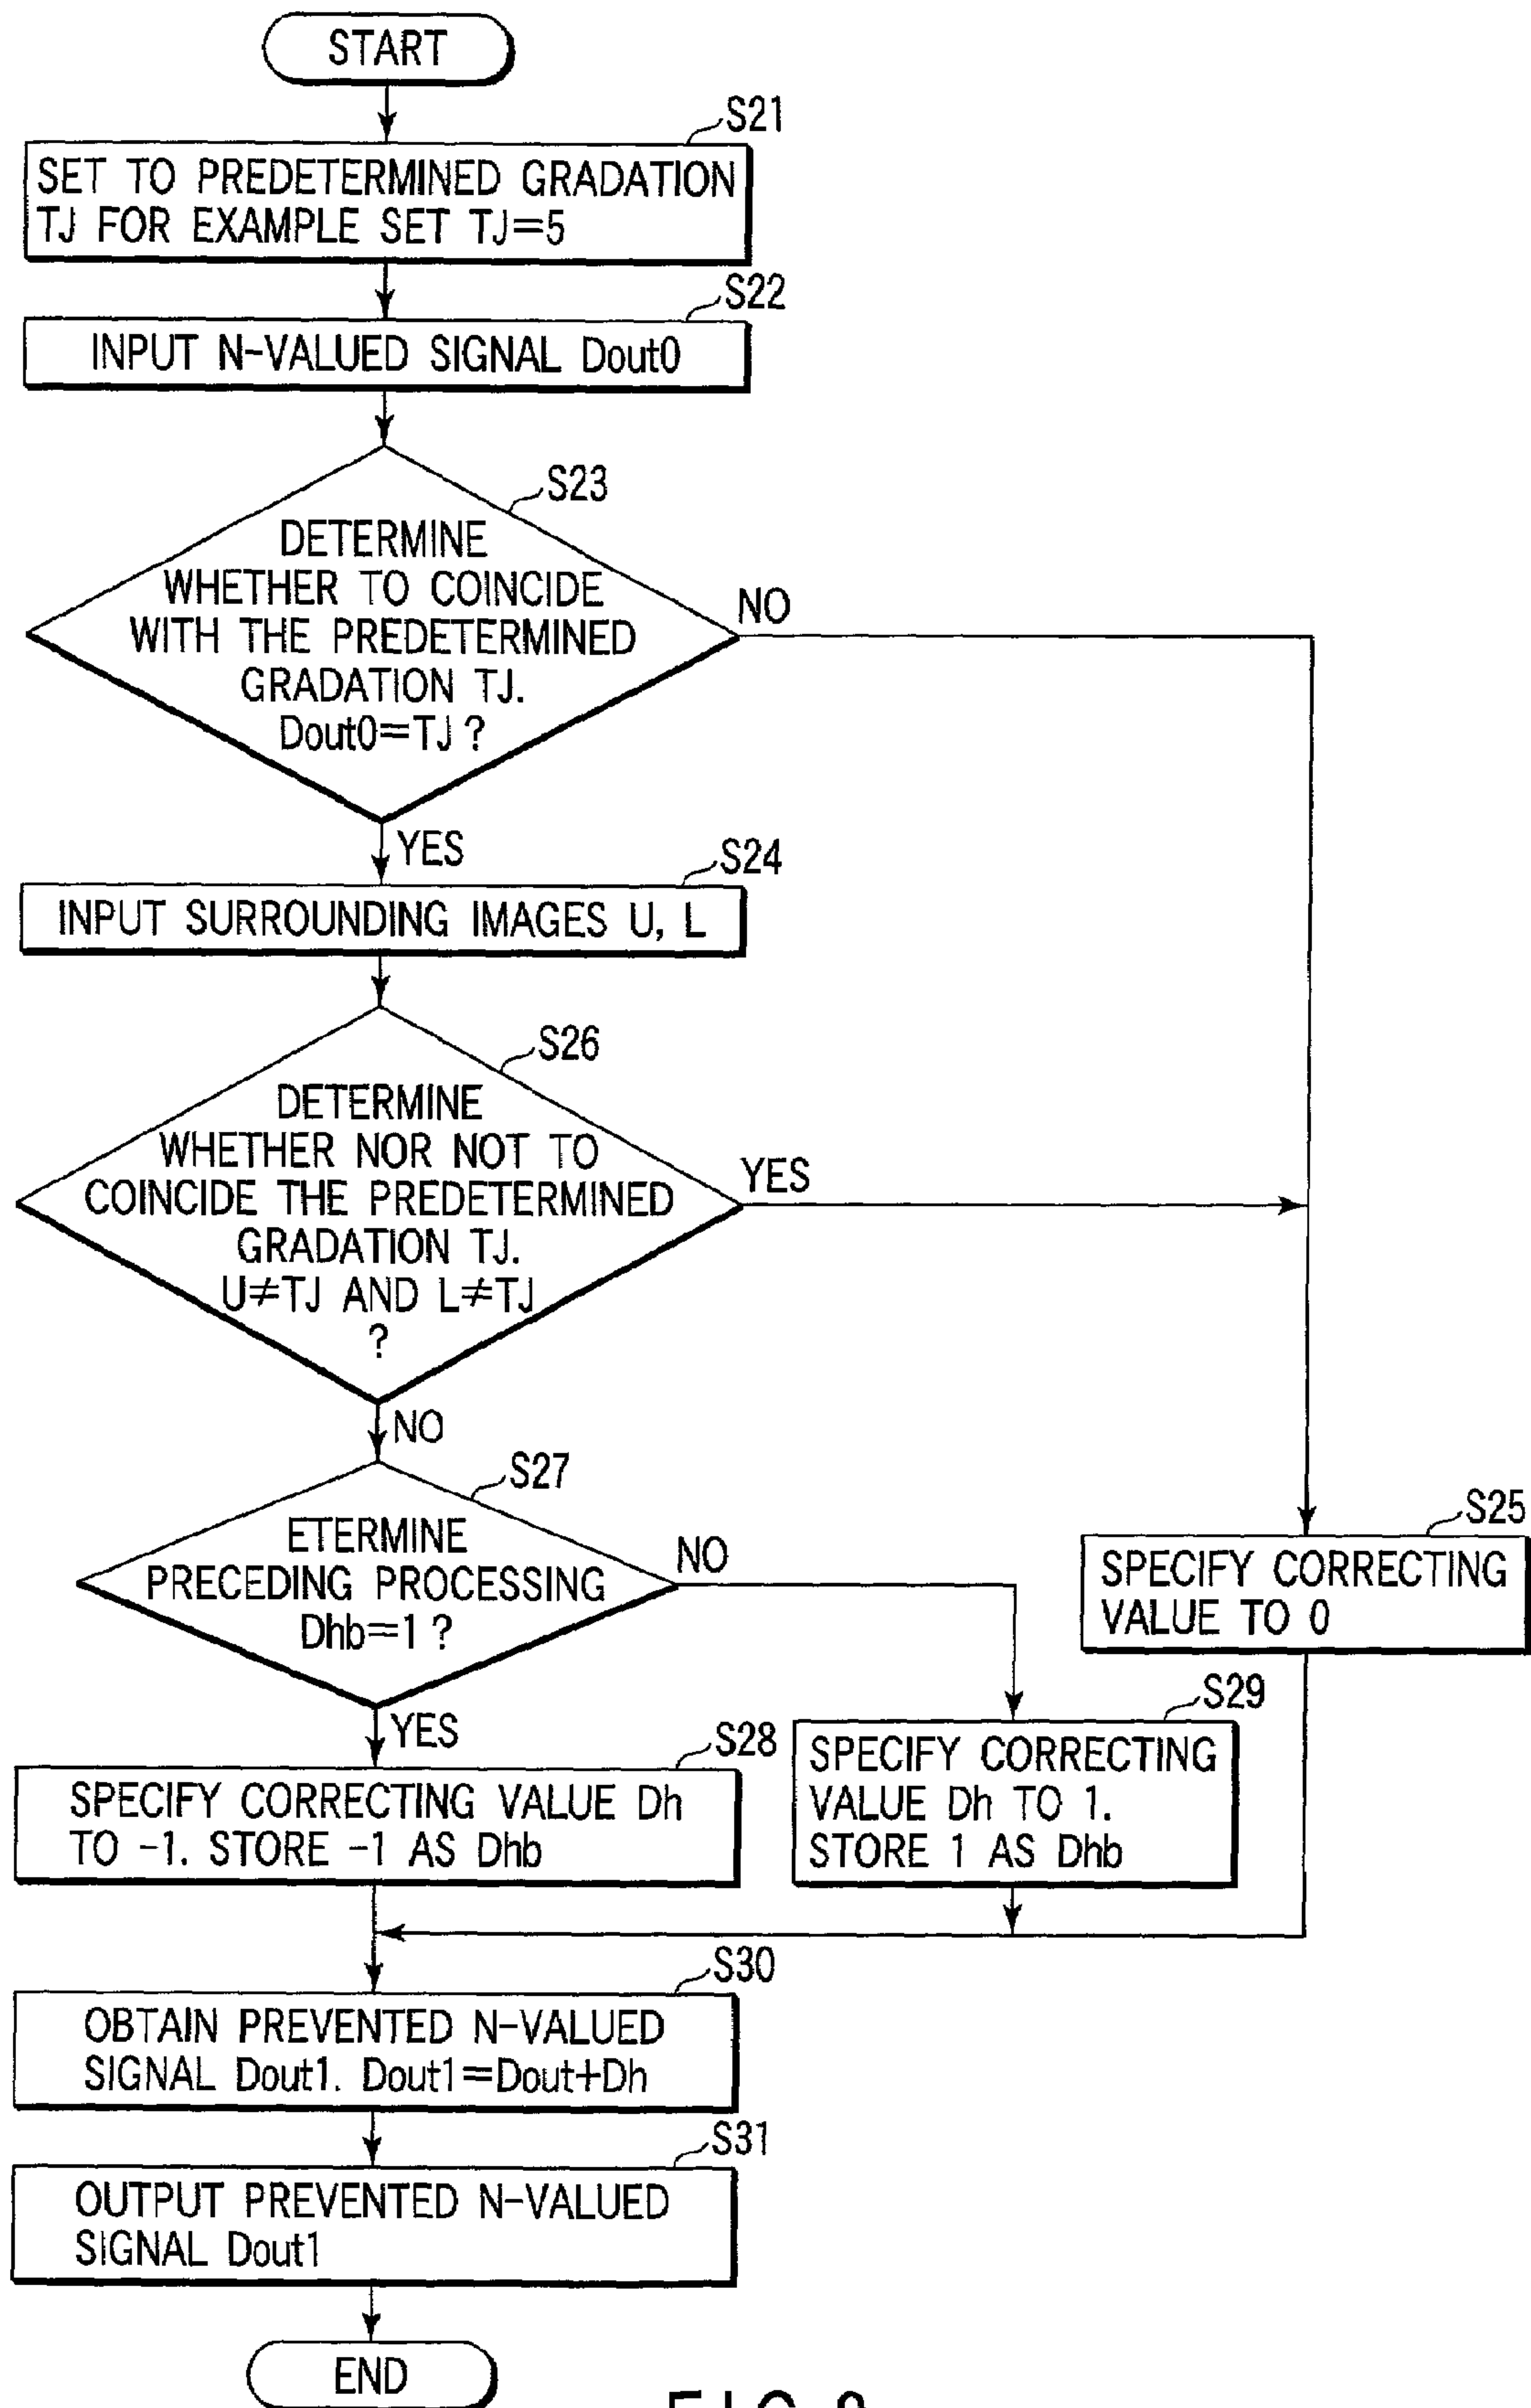 START
S21
SET TO PREDETERMINED GRADATION
TJ FOR EXAMPLE SET TJ=5
S22
INPUT N-VALUED SIGNAL Dout0
S23
DETERMINE
WHETHER TO COINCIDE
WITH THE PREDETERMINED
GRADATION TJ.
Dout0=TJ ?
NO
YES
S24
INPUT SURROUNDING IMAGES U, L
S26
DETERMINE
WHETHER NOR NOT TO
COINCIDE THE PREDETERMINED
GRADATION TJ.
U≠TJ AND L≠TJ
?
YES
NO
S27
ETERMINE
PRECEDING PROCESSING
Dhb=1 ?
NO
S25
SPECIFY CORRECTING
VALUE TO 0
YES
S28
SPECIFY CORRECTING VALUE Dh
TO -1. STORE -1 AS Dhb
S29
SPECIFY CORRECTING
VALUE Dh TO 1.
STORE 1 AS Dhb
S30
OBTAIN PREVENTED N-VALUED
SIGNAL Dout1. Dout1=Dout+Dh
S31
OUTPUT PREVENTED N-VALUED
SIGNAL Dout1
END